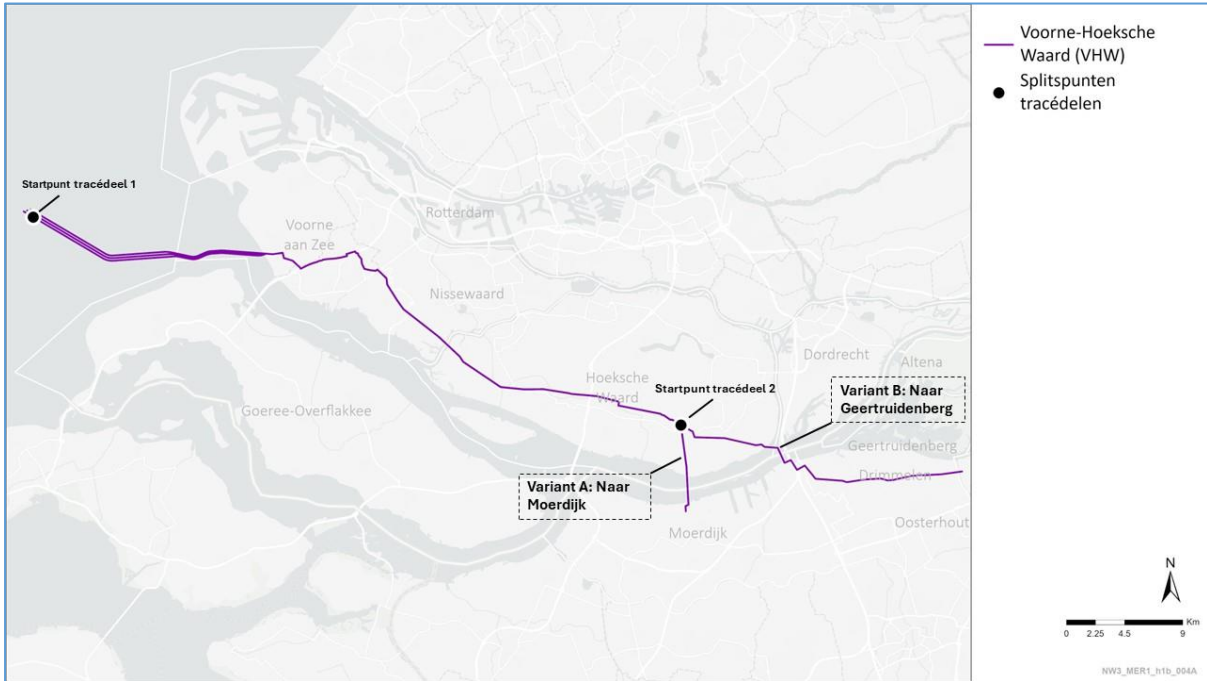 Startpunt tracédeel 1
Voorne
aan Zee
Rotterdam
Nissewaard
Goeree-Overflakkee
Hoeksche
Waard
Startpunt tracédeel 2
Dordrecht
Altena
Variant B: Naar
Geertruidenberg
Geertruidenberg
Drimmelen
Variant A: Naar
Moerdijk
Moerdijk
Oosterhout
Voorne-Hoeksche
Waard (VHW)
Splitspunten
tracédelen
N
Km
0 2.25 4.5 9
NW3_MER1_h1b_004A